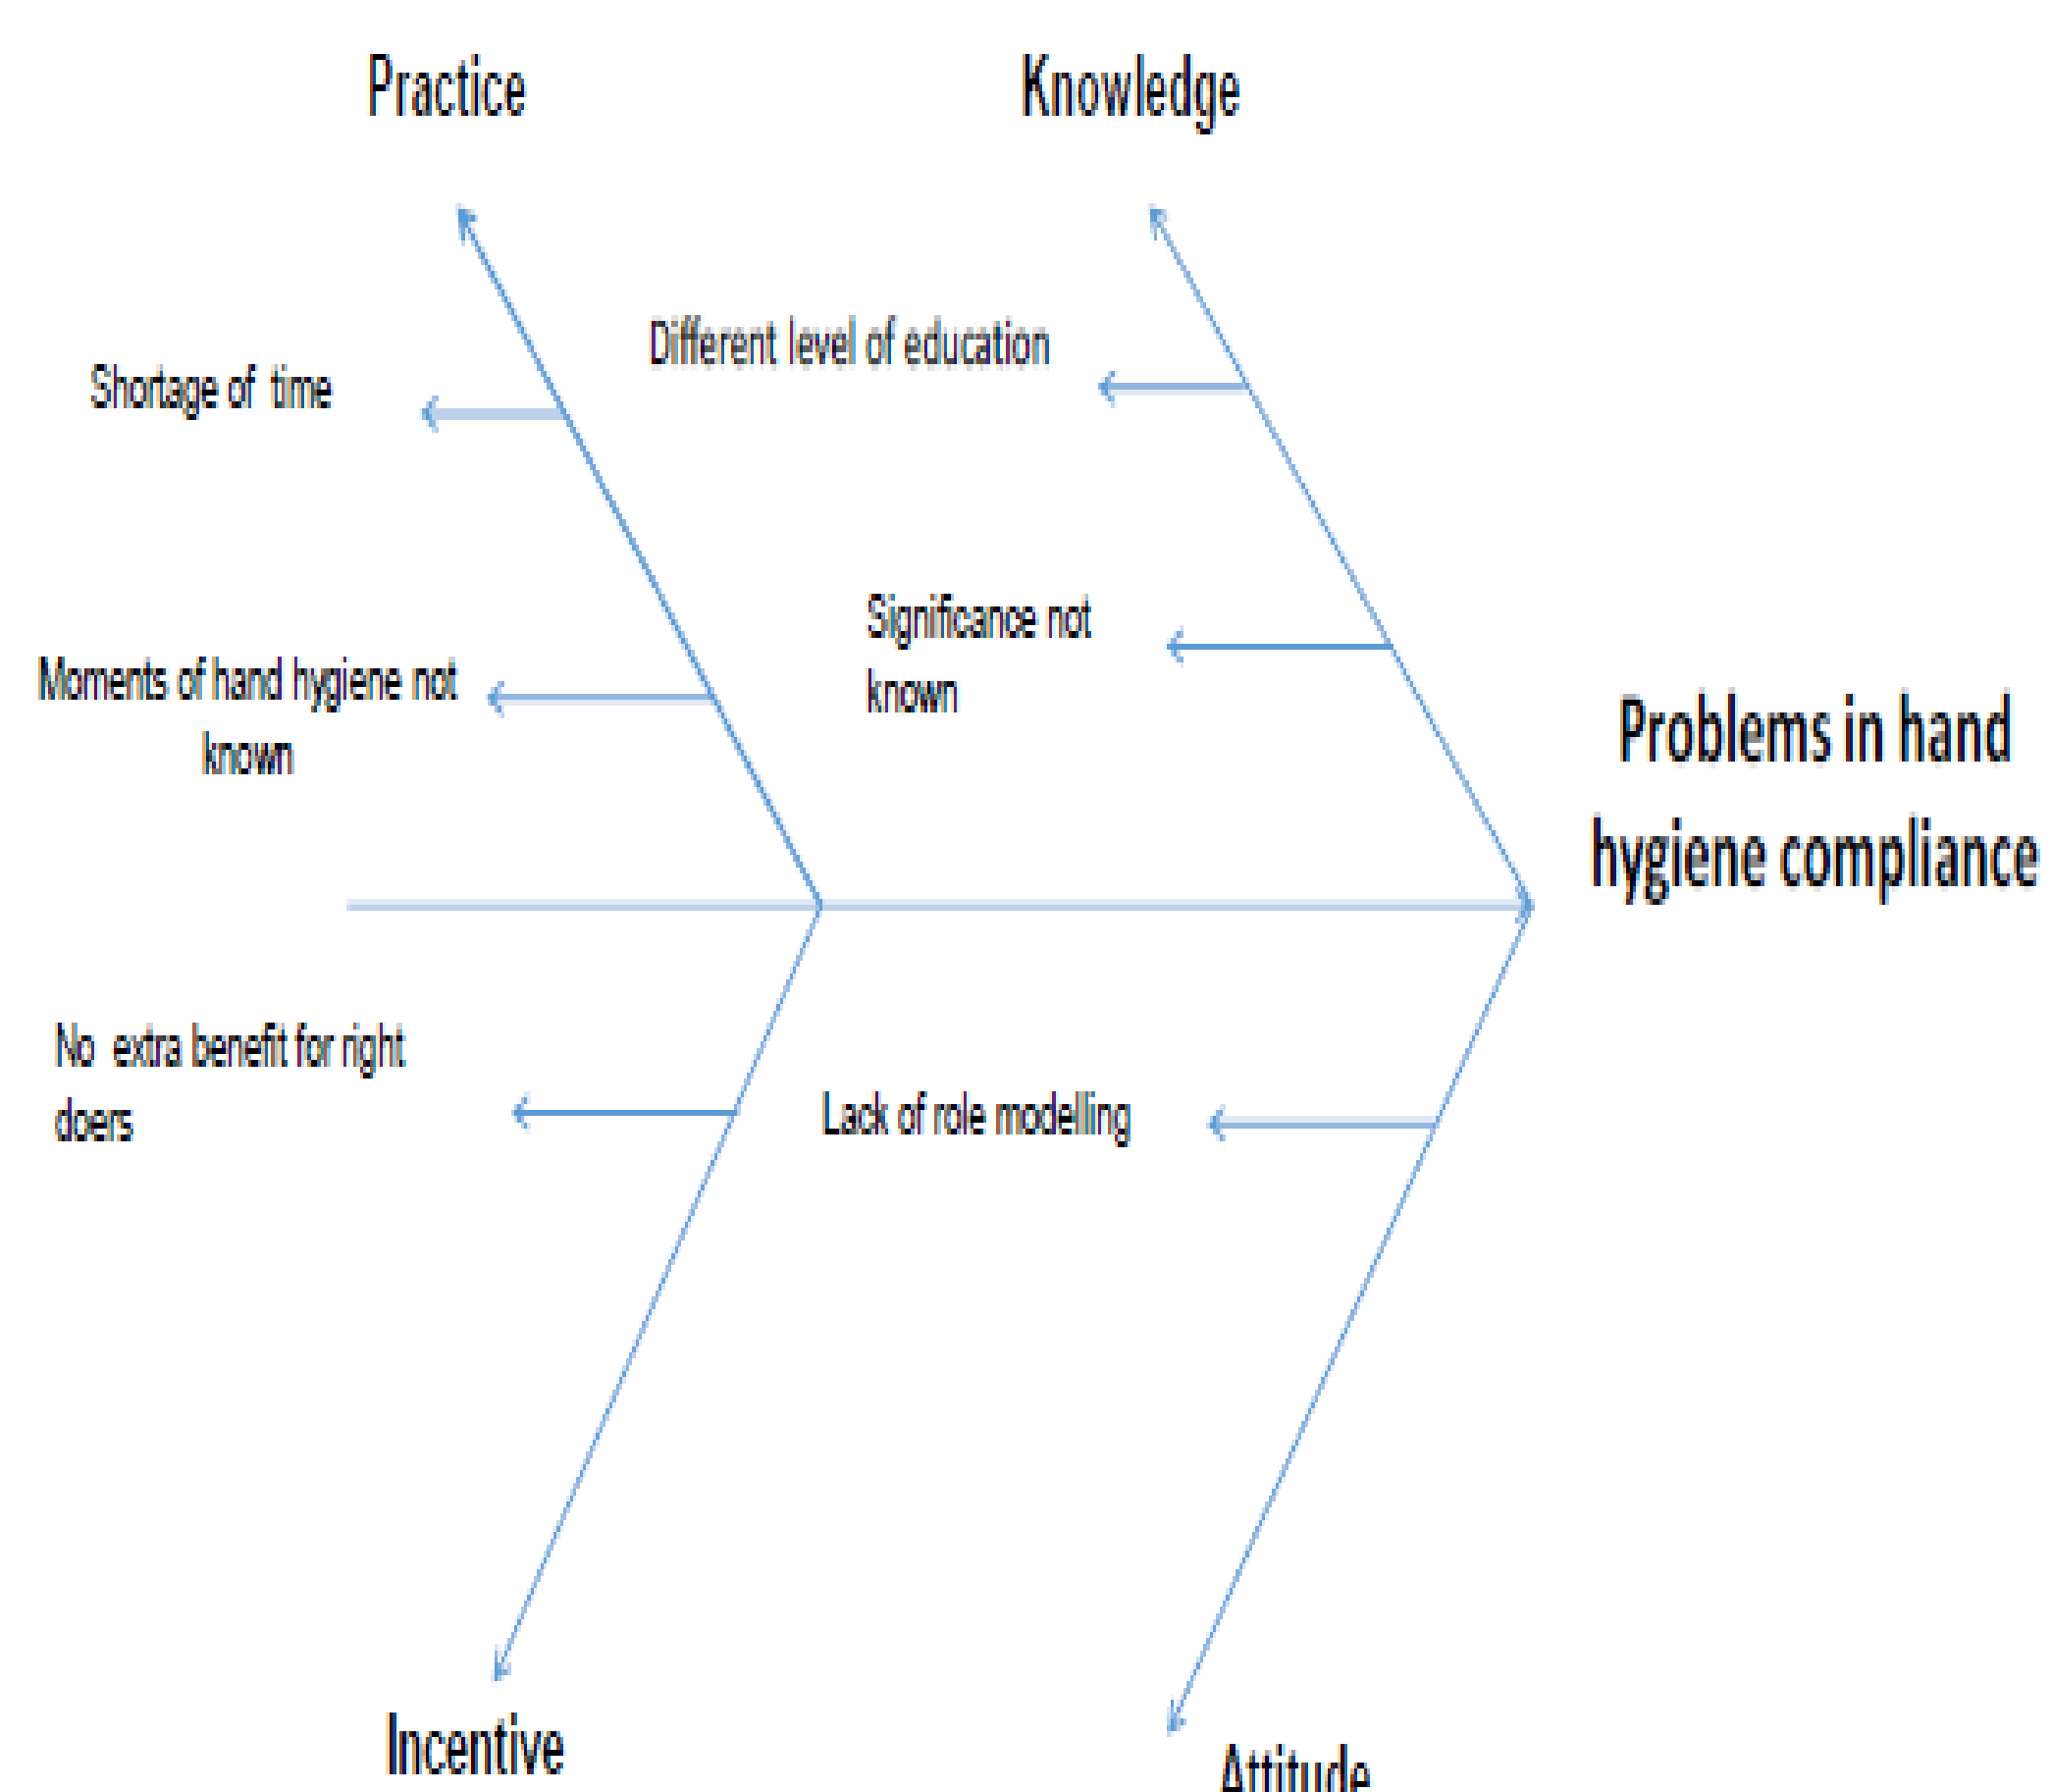 Practice
Knowledge
Different level of education
Shortage of time
Significance not
known
Moments of hand hygiene not
known
Problems in hand
hygiene compliance
No extra benefit for right
doers
Lack of role modelling
Incentive
Attitude